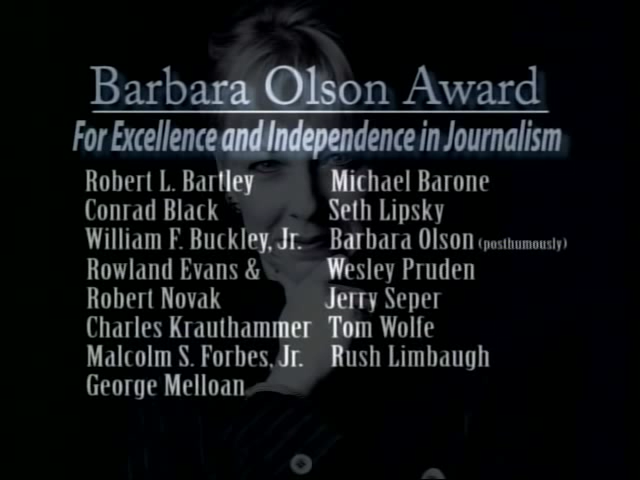 Barbara Olson Award
For Excellence and Independence in Journalism
Robert L. Bartley
Conrad Black
William F. Buckley, Jr.
Rowland Evans &
Robert Novak
Charles Krauthammer
Malcolm S. Forbes, Jr.
George Melloan
Michael Barone
Seth Lipsky
Barbara Olson (posthumously)
Wesley Pruden
Jerry Seper
Tom Wolfe
Rush Limbaugh